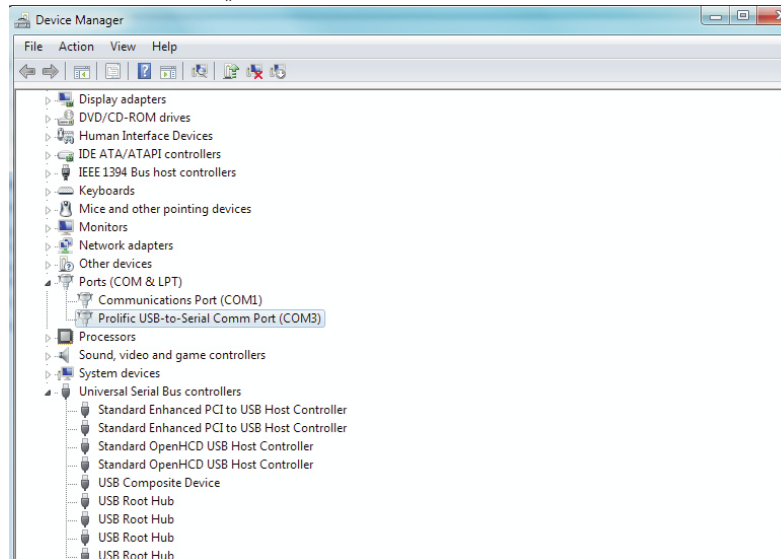 Device Manager
File Action View Help
Display adapters
DVD/CD-ROM drives
Human Interface Devices
IDE ATA/ATAPI controllers
IEEE 1394 Bus host controllers
Keyboards
Mice and other pointing devices
Monitors
Network adapters
Other devices
Ports (COM & LPT)
Communications Port (COM1)
Prolific USB-to-Serial Comm Port (COM3)
Processors
Sound, video and game controllers
System devices
Universal Serial Bus controllers
Standard Enhanced PCI to USB Host Controller
Standard Enhanced PCI to USB Host Controller
Standard OpenHCD USB Host Controller
Standard OpenHCD USB Host Controller
USB Composite Device
USB Root Hub
USB Root Hub
USB Root Hub
USB Root Hub